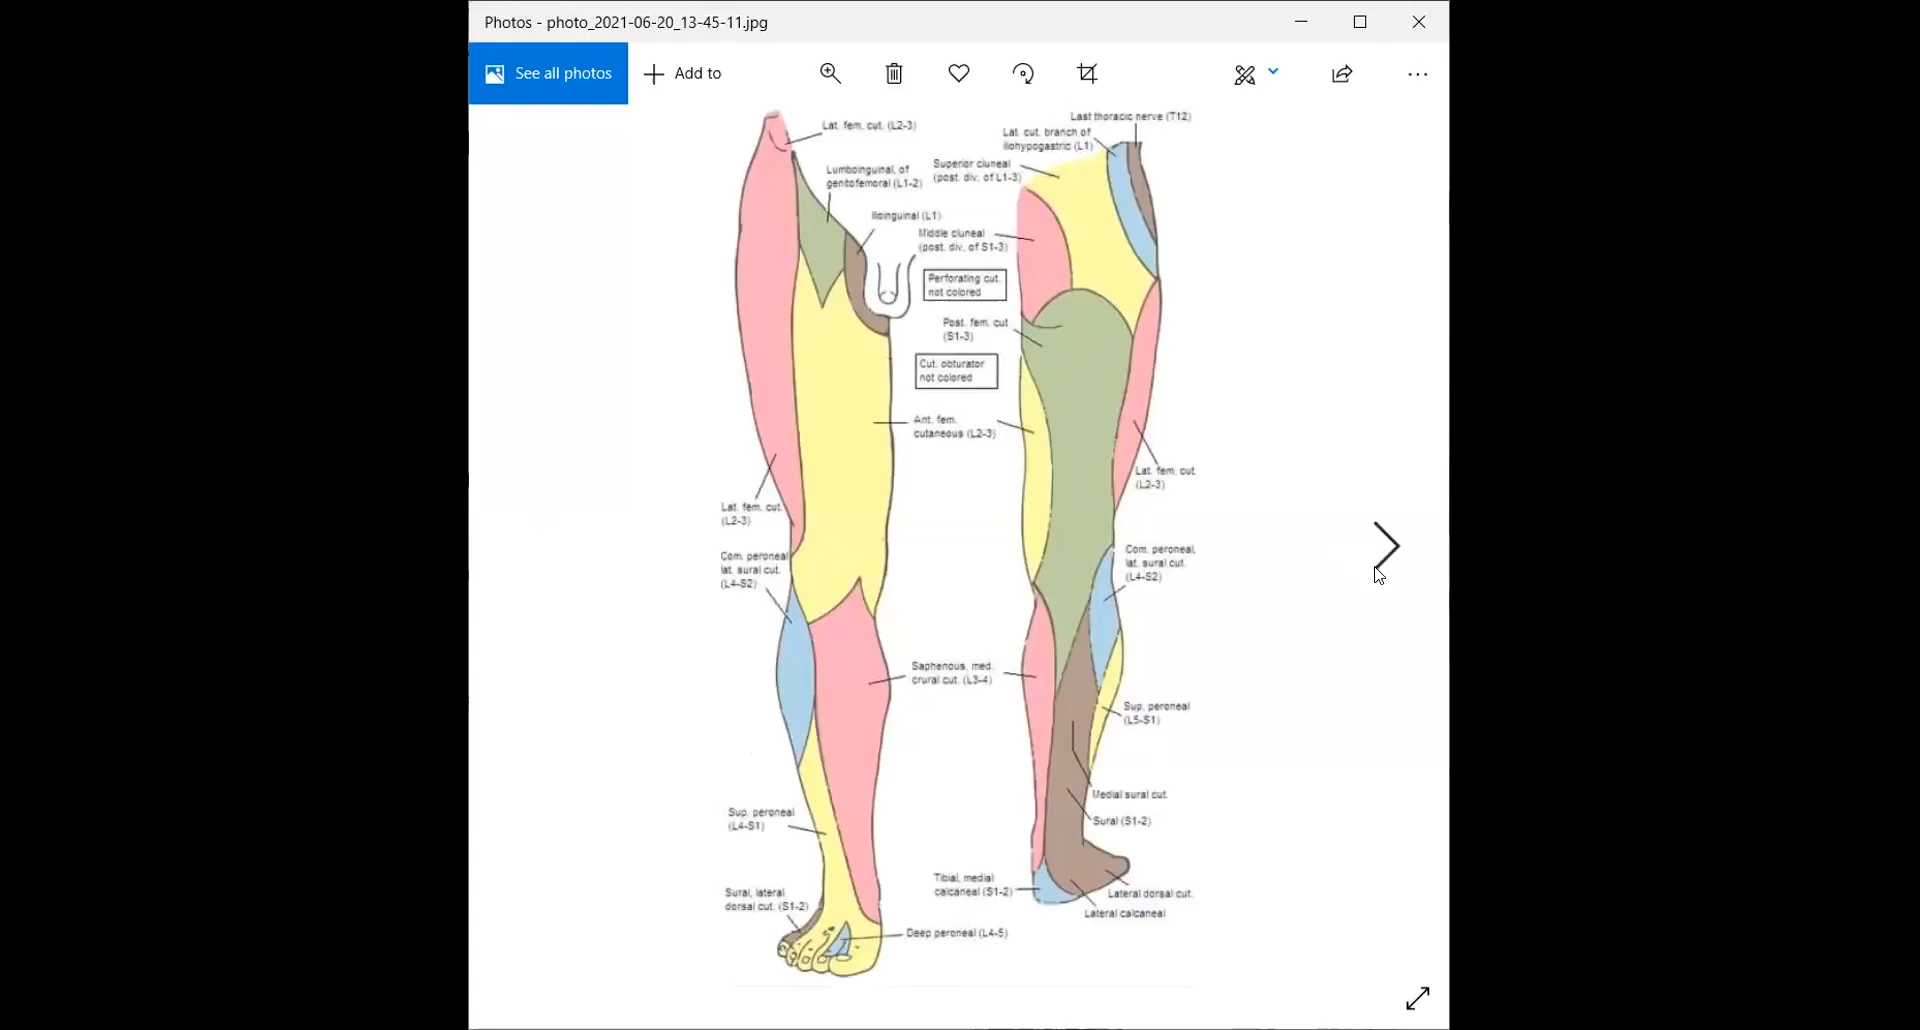 Photos - photo_2021-06-20_13-45-11.jpg
See all photos
Add to
Lat. fem. cut. (L2-3)
Lumboinguinal, of
genitofemoral (L1-2)
Ilioinguinal (L1)
Last thoracic nerve (T12)
Lat. cut. branch of
iliohypogastric (L1)
Superior cluneal
(post. div. of L1-3)
Middle cluneal
(post. div. of S1-3)
Perforating cut.
not colored
Post. fem. cut
(S1-3)
Cut. obturator
not colored
Ant. fem.
cutaneous (L2-3)
Lat. fem. cut.
(L2-3)
Lat. fem. cut.
(L2-3)
Com. peroneal
lat. sural cut.
(L4-S2)
Com. peroneal,
lat. sural cut.
(L4-S2)
Saphenous, med.
crural cut. (L3-4)
Sup. peroneal
(L5-S1)
Medial sural cut.
Sural (S1-2)
Sup. peroneal
(L4-S1)
Tibial, medial
calcaneal (S1-2)
Lateral dorsal cut.
Lateral calcaneal
Sural, lateral
dorsal cut. (S1-2)
Deep peroneal (L4-5)